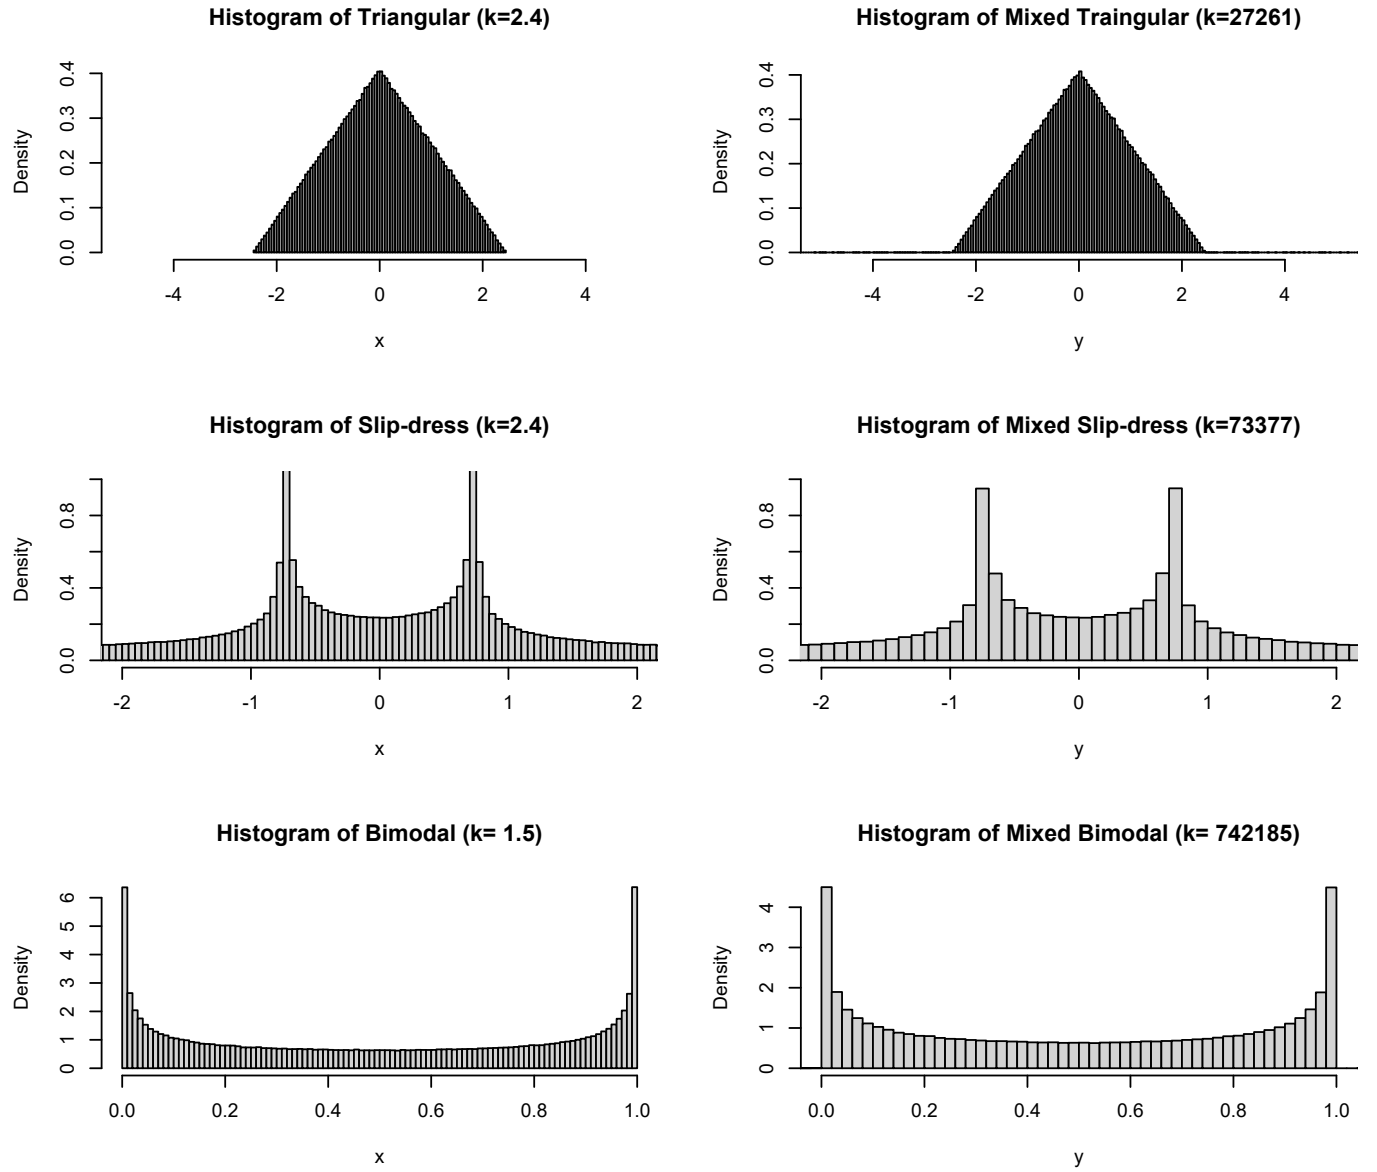 Histogram of Triangular (k=2.4)
Density
0.0 0.1 0.2 0.3 0.4
-4 -2 0 2 4
x
Histogram of Mixed Traingular (k=27261)
Density
0.0 0.1 0.2 0.3 0.4
-4 -2 0 2 4
y
Histogram of Slip-dress (k=2.4)
Density
0.0 0.4 0.8
-2 -1 0 1 2
x
Histogram of Mixed Slip-dress (k=73377)
Density
0.0 0.4 0.8
-2 -1 0 1 2
y
Histogram of Bimodal (k= 1.5)
Density
0 1 2 3 4 5 6
0.0 0.2 0.4 0.6 0.8 1.0
x
Histogram of Mixed Bimodal (k= 742185)
Density
0 1 2 3 4
0.0 0.2 0.4 0.6 0.8 1.0
y